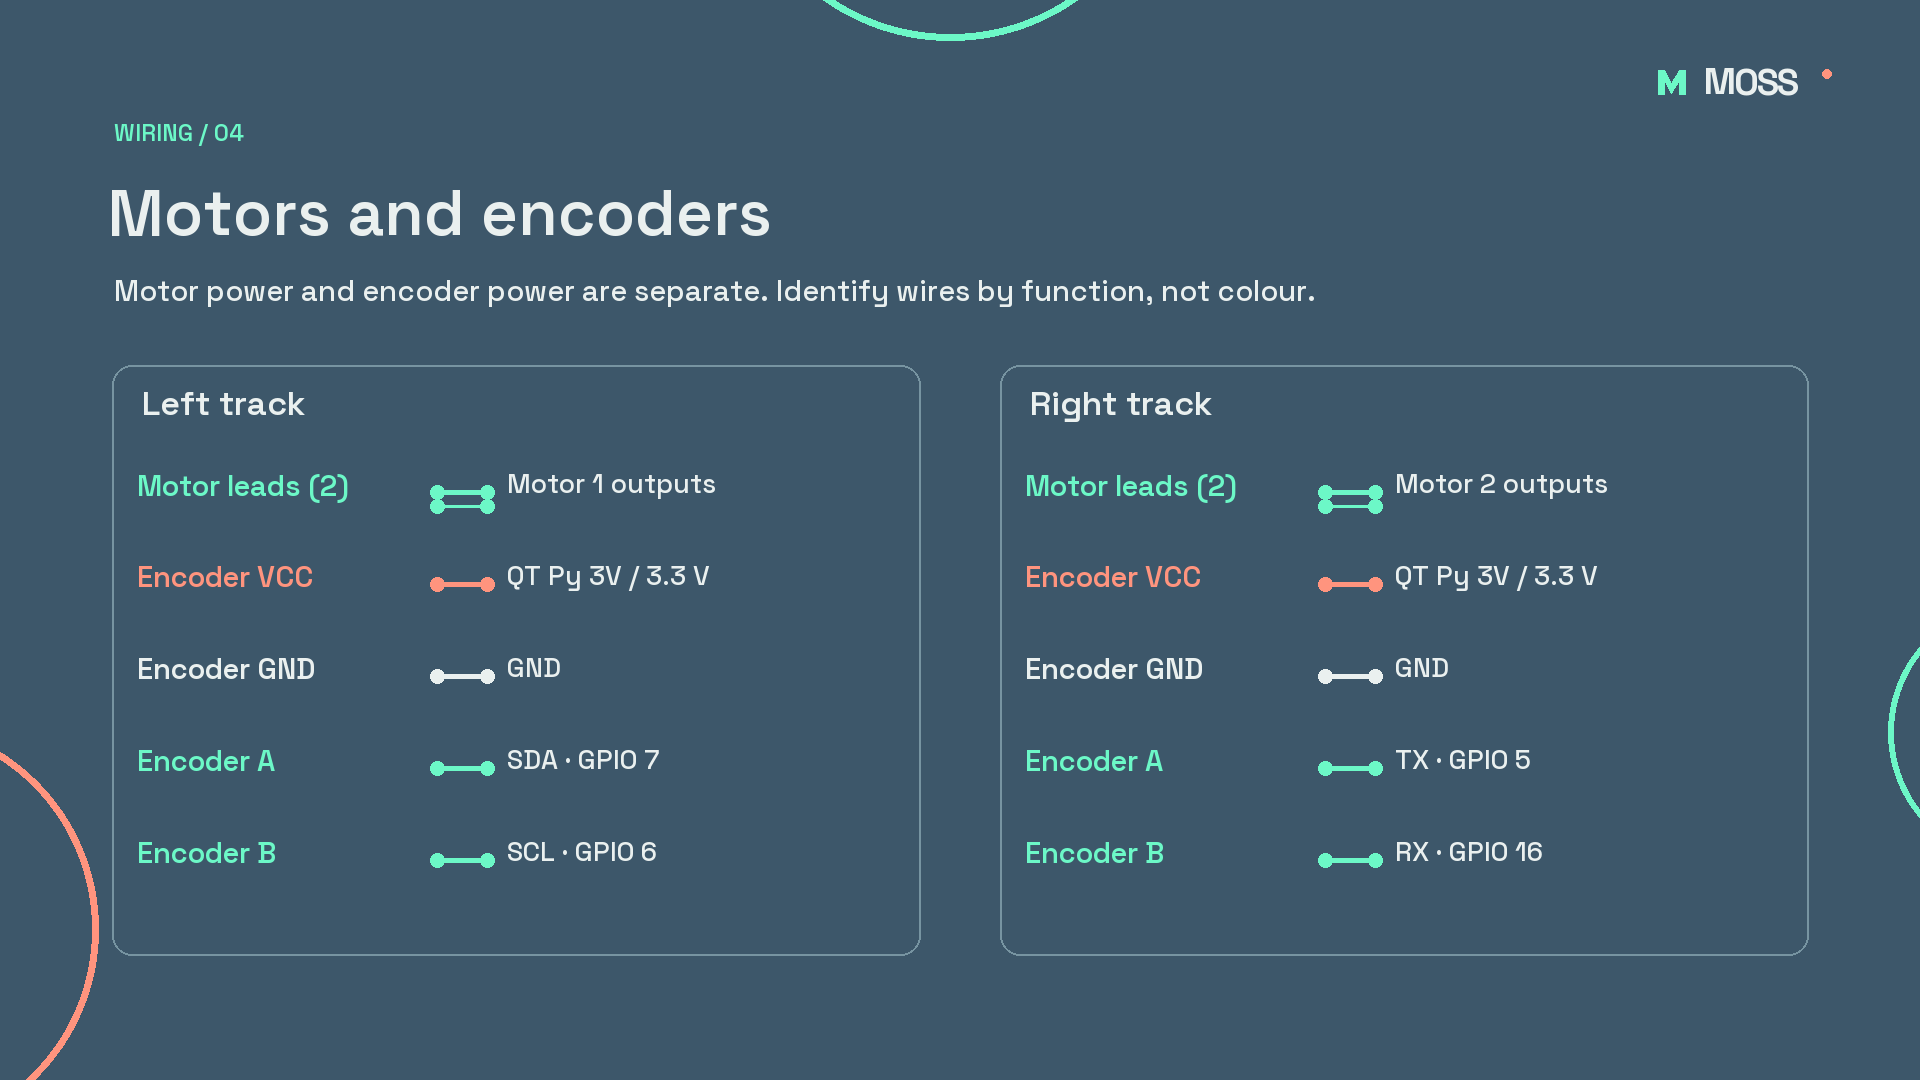 M MOSS
WIRING / 04
Motors and encoders
Motor power and encoder power are separate. Identify wires by function, not colour.
Left track
Motor leads (2) Motor 1 outputs
Encoder VCC QT Py 3V / 3.3 V
Encoder GND GND
Encoder A SDA · GPIO 7
Encoder B SCL · GPIO 6
Right track
Motor leads (2) Motor 2 outputs
Encoder VCC QT Py 3V / 3.3 V
Encoder GND GND
Encoder A TX · GPIO 5
Encoder B RX · GPIO 16